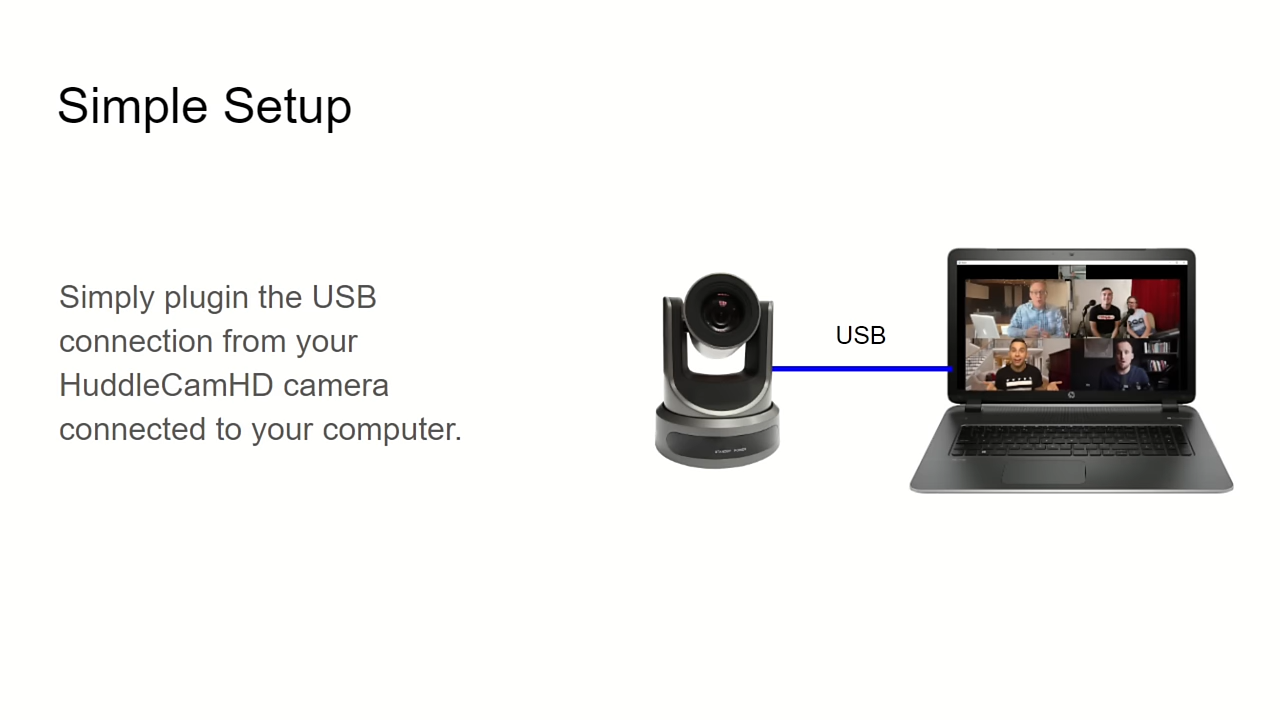 Simple Setup
Simply plugin the USB
connection from your
HuddleCamHD camera
connected to your computer.
USB